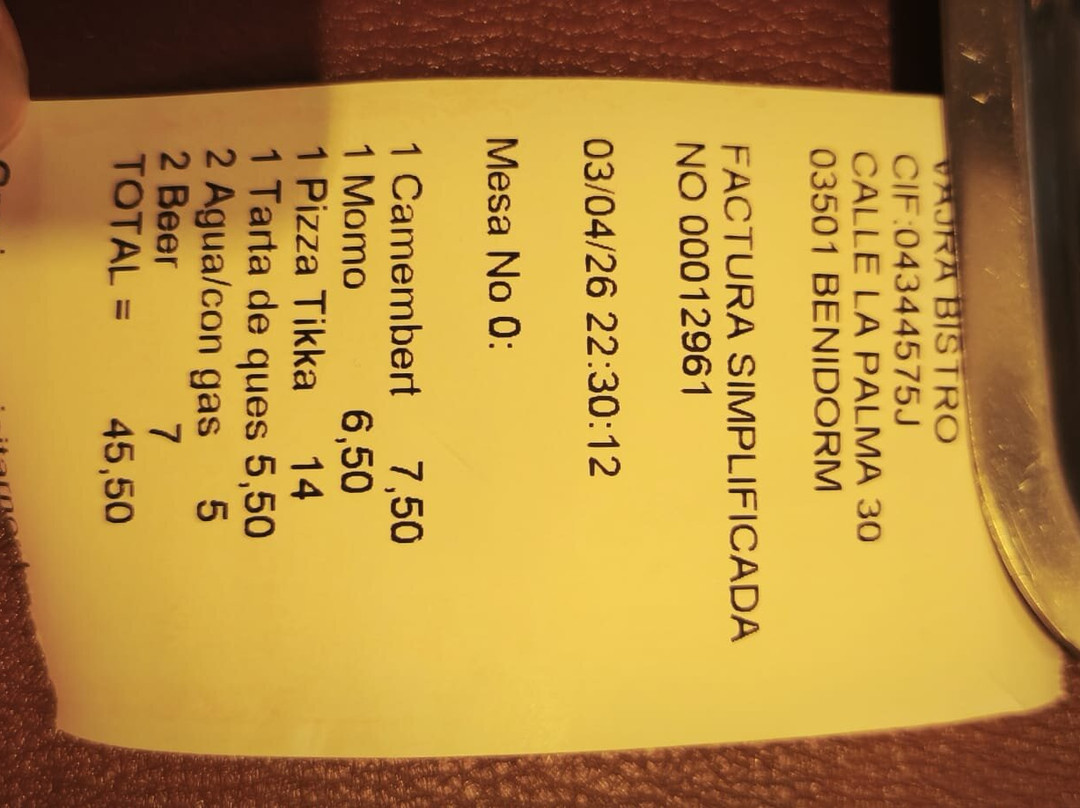 VAJRA BISTRO
CIF:04344575J
CALLE LA PALMA 30
03501 BENIDORM
FACTURA SIMPLIFICADA
NO 00012961
03/04/26 22:30:12
Mesa No 0:
1 Camembert 7,50
1 Momo 6,50
1 Pizza Tikka 14
1 Tarta de ques 5,50
2 Agua/con gas 5
2 Beer 7
TOTAL = 45,50